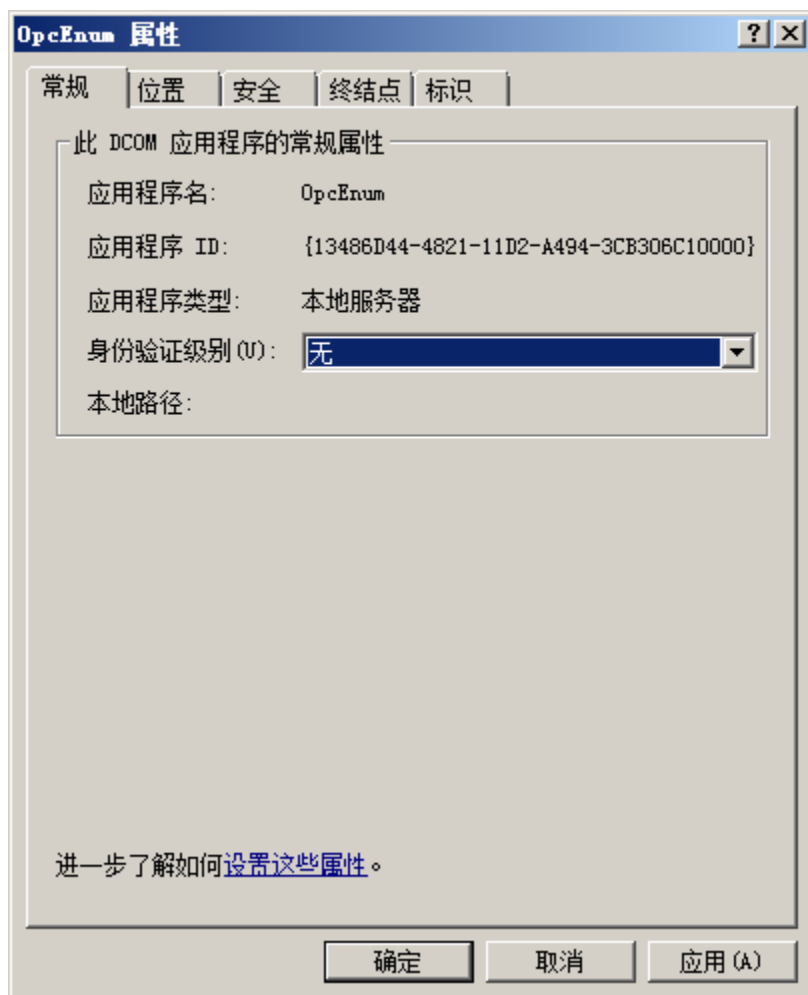 OpcEnum 属性
常规 位置 安全 终结点 标识
此 DCOM 应用程序的常规属性
应用程序名: OpcEnum
应用程序 ID: {13486D44-4821-11D2-A494-3CB306C10000}
应用程序类型: 本地服务器
身份验证级别(U): 无
本地路径:
进一步了解如何设置这些属性。
确定 取消 应用(A)